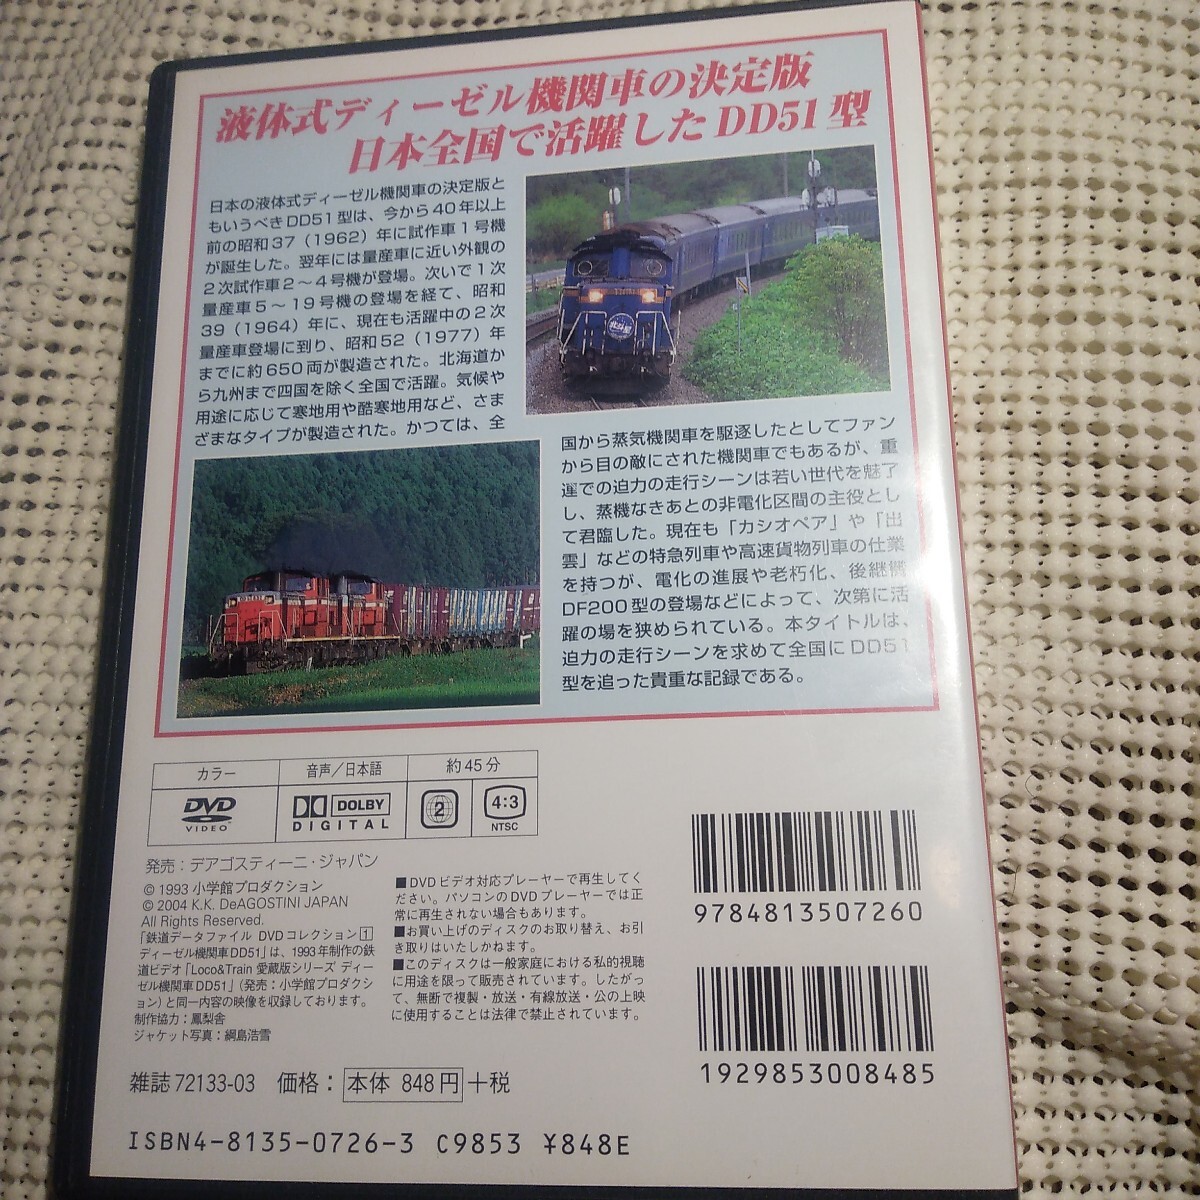 液体式ディーゼル機関車の決定版
日本全国で活躍したDD51型
日本の液体式ディーゼル機関車の決定版と
もいうべきDD51型は、今から40年以上
前の昭和37（1962）年に試作車1号機
が誕生した。翌年には量産車に近い外観の
2次試作車2～4号機が登場。次いで1次
量産車5～19号機の登場を経て、昭和
39（1964）年に、現在も活躍中の2次
量産車登場に到り、昭和52（1977）年
までに約650両が製造された。北海道か
ら九州まで四国を除く全国で活躍。気候や
用途に応じて寒地用や酷寒地用など、さま
ざまなタイプが製造された。かつては、全
国から蒸気機関車を駆逐したとしてファン
から目の敵にされた機関車でもあるが、重
連での迫力の走行シーンは若い世代を魅了
し、蒸機なきあとの非電化区間の主役とし
て君臨した。現在も「カシオペア」や「出
雲」などの特急列車や高速貨物列車の仕業
を持つが、電化の進展や老朽化、後継機
DF200型の登場などによって、次第に活
躍の場を狭められている。本タイトルは、
迫力の走行シーンを求めて全国にDD51
型を追った貴重な記録である。
北斗星
カラー
音声／日本語
約45分
DVD
VIDEO
DOLBY
DIGITAL
2
4:3
NTSC
発売：デアゴスティーニ・ジャパン
© 1993 小学館プロダクション
© 2004 K.K. DeAGOSTINI JAPAN
All Rights Reserved.
「鉄道データファイル DVDコレクション1
ディーゼル機関車DD51」は、1993年制作の鉄
道ビデオ「Loco&Train 愛蔵版シリーズ ディー
ゼル機関車DD51」（発売：小学館プロダクシ
ョン）と同一内容の映像を収録しております。
制作協力：鳳梨舎
ジャケット写真：綱島浩雪
■DVDビデオ対応プレーヤーで再生してく
ださい。パソコンのDVDプレーヤーでは正
常に再生されない場合もあります。
■お買い上げのディスクのお取り替え、お引
き取りはいたしかねます。
■このディスクは一般家庭における私的視聴
に用途を限って販売されています。したがっ
て、無断で複製・放送・有線放送・公の上映
に使用することは法律で禁止されています。
9784813507260
1929853008485
雑誌 72133-03 価格：本体 848円＋税
ISBN4-8135-0726-3 C9853 ¥848E